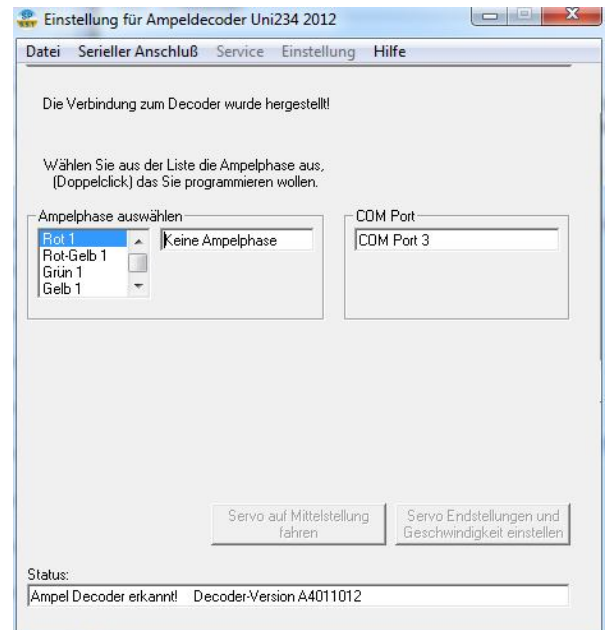 Einstellung für Ampeldecoder Uni234 2012
Datei Serieller Anschluß Service Einstellung Hilfe
Die Verbindung zum Decoder wurde hergestellt!
Wählen Sie aus der Liste die Ampelphase aus,
(Doppelclick) das Sie programmieren wollen.
Ampelphase auswählen
COM Port
Rot 1
Keine Ampelphase
COM Port 3
Rot-Gelb 1
Grün 1
Gelb 1
Servo auf Mittelstellung
fahren
Servo Endstellungen und
Geschwindigkeit einstellen
Status:
Ampel Decoder erkannt! Decoder-Version A4011012